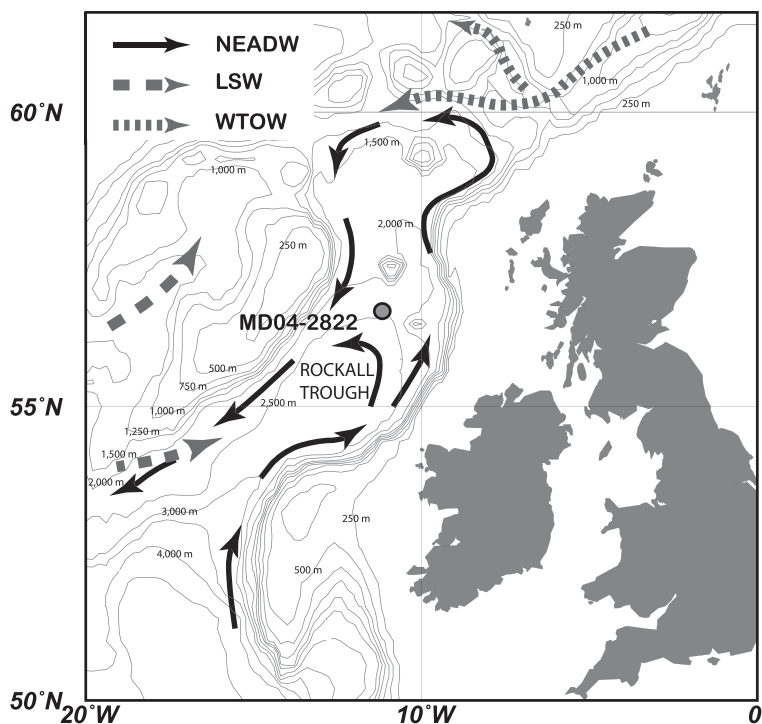 NEADW
LSW
WTOW
250 m
1,000 m
250 m
60°N
1,500 m
1,000 m
2,000 m
250 m
MD04-2822
500 m
ROCKALL
TROUGH
750 m
2,500 m
1,000 m
55°N
1,250 m
1,500 m
2,000 m
3,000 m
250 m
4,000 m
500 m
50°N
20°W
10°W
0